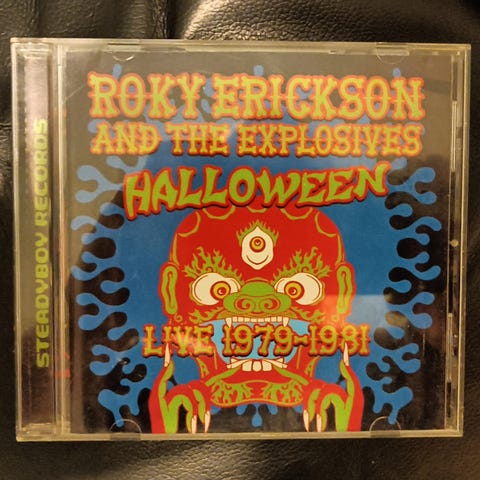 ROKY ERICKSON
AND THE EXPLOSIVES
HALLOWEEN
LIVE 1979-1981
STEADYBOY RECORDS